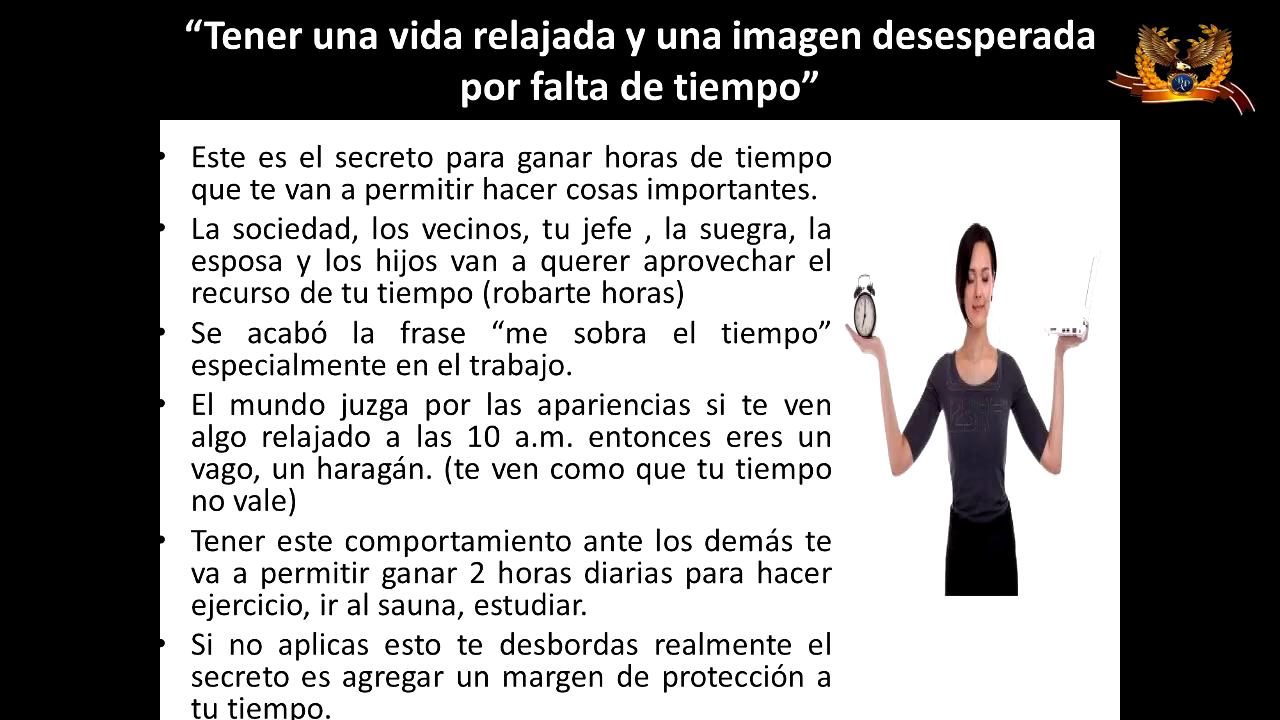 “Tener una vida relajada y una imagen desesperada
por falta de tiempo”
• Este es el secreto para ganar horas de tiempo
que te van a permitir hacer cosas importantes.
• La sociedad, los vecinos, tu jefe , la suegra, la
esposa y los hijos van a querer aprovechar el
recurso de tu tiempo (robarte horas)
• Se acabó la frase “me sobra el tiempo”
especialmente en el trabajo.
• El mundo juzga por las apariencias si te ven
algo relajado a las 10 a.m. entonces eres un
vago, un haragán. (te ven como que tu tiempo
no vale)
• Tener este comportamiento ante los demás te
va a permitir ganar 2 horas diarias para hacer
ejercicio, ir al sauna, estudiar.
• Si no aplicas esto te desbordas realmente el
secreto es agregar un margen de protección a
tu tiempo.